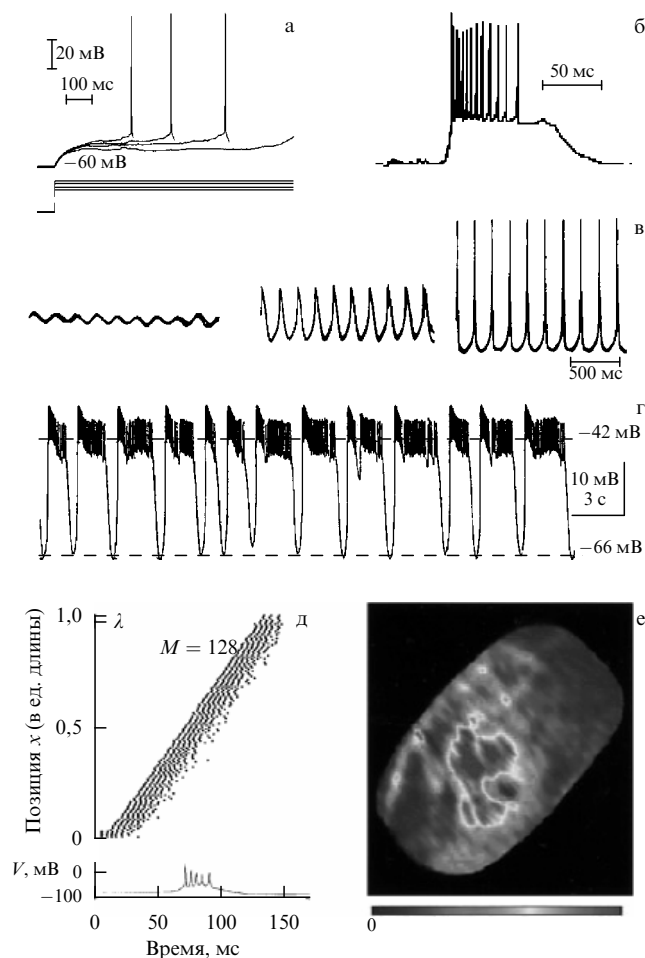 а
20 мВ
100 мс
−60 мВ
б
50 мс
в
500 мс
г
−42 мВ
10 мВ
3 с
−66 мВ
Позиция x (в ед. длины)
1,0
0,5
0
λ
M = 128
д
V, мВ
0
−100
0 50 100 150
Время, мс
е
0